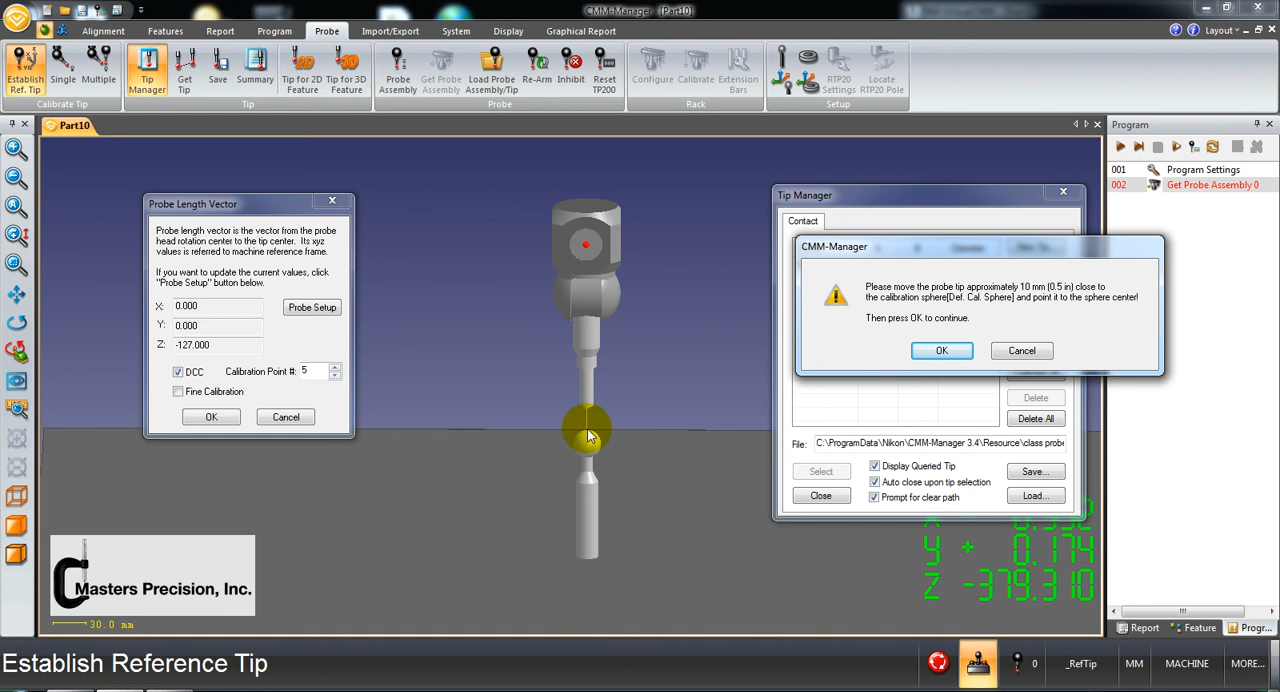 CMM-Manager - [Part10]
Alignment Features Report Program Probe Import/Export System Display Graphical Report Layout
Establish Ref. Tip
Single
Multiple
Calibrate Tip
Tip Manager
Get Tip
Save
Summary
Tip for 2D Feature
Tip for 3D Feature
Tip
Probe Assembly
Get Probe Assembly
Load Probe Assembly/Tip
Re-Arm
Inhibit
Reset TP200
Probe
Configure
Calibrate
Extension Bars
Rack
RTP20 Settings
Locate RTP20 Pole
Setup
Part10
Probe Length Vector
Probe length vector is the vector from the probe
head rotation center to the tip center. Its xyz
values is referred to machine reference frame.
If you want to update the current values, click
"Probe Setup" button below.
X: 0.000
Probe Setup
Y: 0.000
Z: -127.000
DCC Calibration Point #: 5
Fine Calibration
OK Cancel
Tip Manager
Contact
CMM-Manager
Please move the probe tip approximately 10 mm (0.5 in) close to
the calibration sphere[Def. Cal. Sphere] and point it to the sphere center!
Then press OK to continue.
OK Cancel
Delete
Delete All
File: C:\ProgramData\Nikon\CMM-Manager 3.4\Resource\class probe
Display Queried Tip
Auto close upon tip selection
Prompt for clear path
Select
Close
Save...
Load...
Y + 0.174
Z -379.310
Masters Precision, Inc.
30.0 mm
Program
001 Program Settings
002 Get Probe Assembly 0
Report Feature Progr...
Establish Reference Tip
0 _RefTip MM MACHINE MORE...